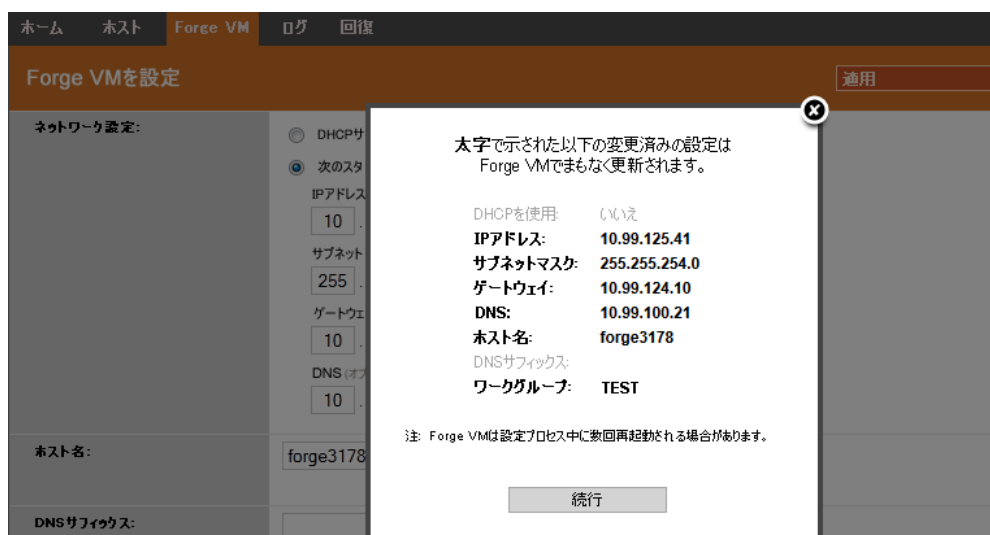 ホーム ホスト Forge VM ログ 回復
Forge VMを設定
適用
ネットワーク設定:
DHCPサ
次のスタ
IPアドレス
10 .
サブネット
255 .
ゲートウェ
10 .
DNS (オプ
10 .
ホスト名:
forge3178
DNSサフィックス:
太字で示された以下の変更済みの設定は
Forge VMでまもなく更新されます。
DHCPを使用: いいえ
IPアドレス: 10.99.125.41
サブネットマスク: 255.255.254.0
ゲートウェイ: 10.99.124.10
DNS: 10.99.100.21
ホスト名: forge3178
DNSサフィックス:
ワークグループ: TEST
注: Forge VMは設定プロセス中に数回再起動される場合があります。
続行